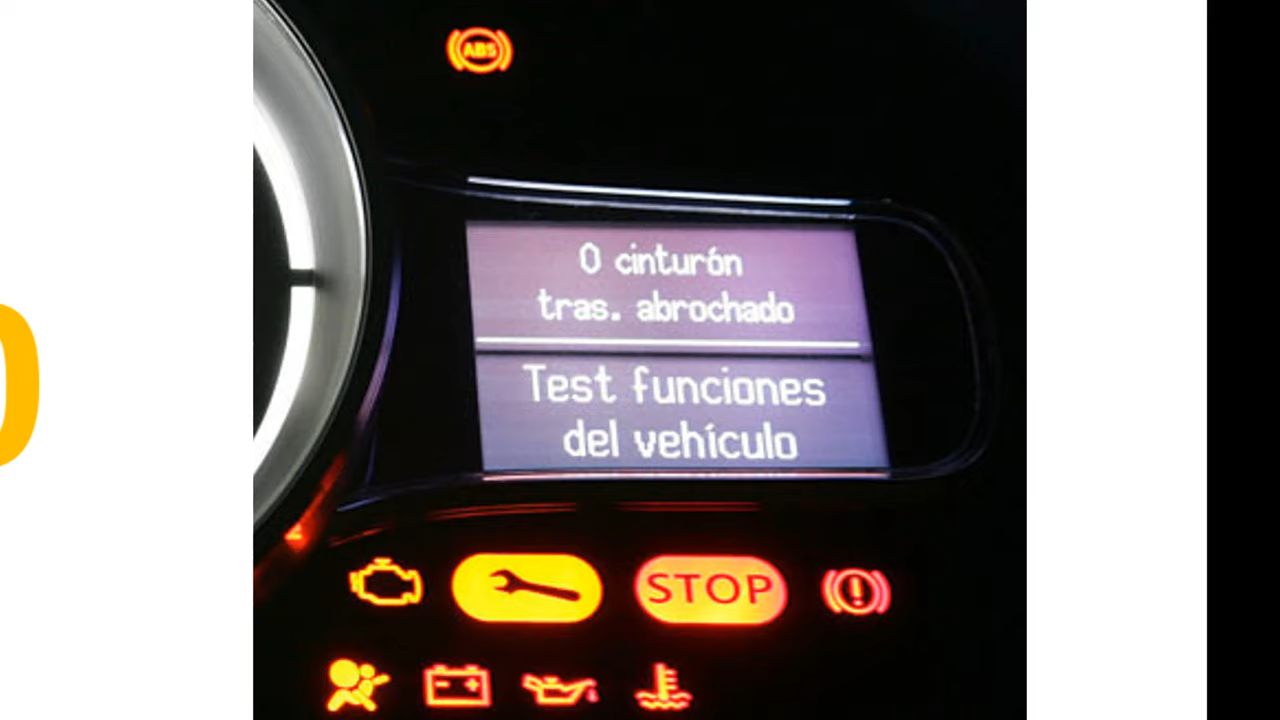 ABS
0 cinturón
tras. abrochado
Test funciones
del vehículo
STOP